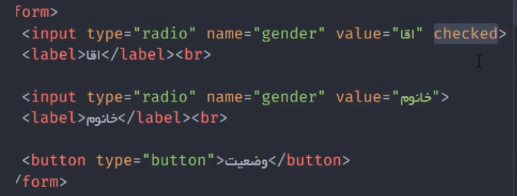 form>
<input type="radio" name="gender" value="اقا" checked>
<label>اقا</label><br>
<input type="radio" name="gender" value="خانوم">
<label>خانوم</label><br>
<button type="button">وضعیت</button>
/form>